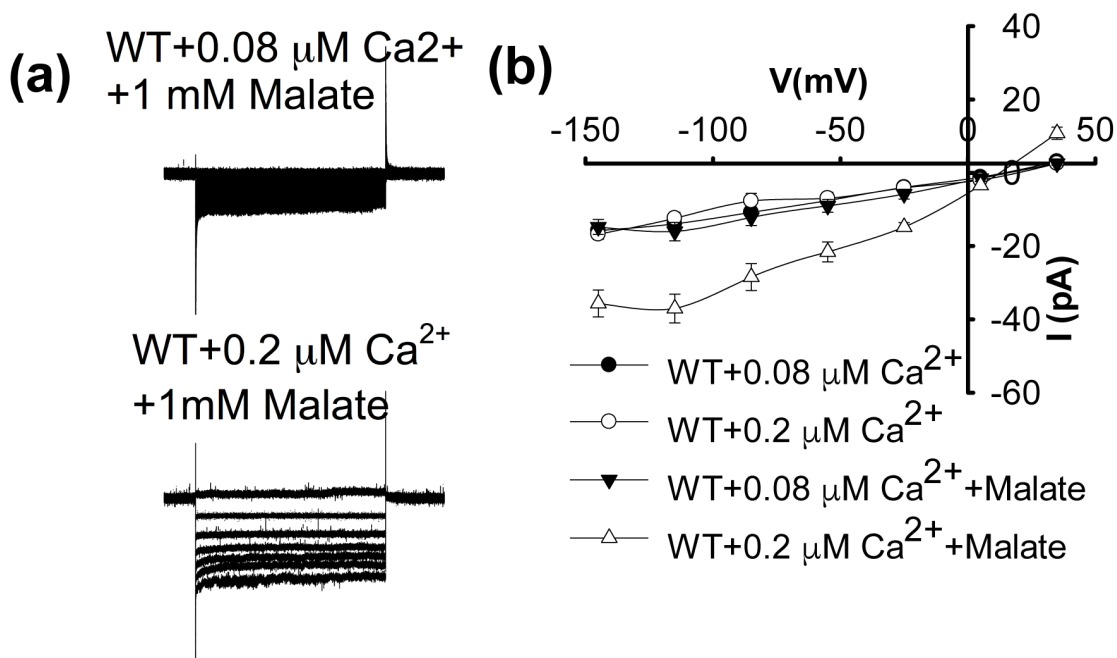 (a)
WT+0.08 μM Ca2+
+1 mM Malate
WT+0.2 μM Ca²⁺
+1mM Malate
(b)
V(mV)
-150 -100 -50 0 50
40
20
0
-20
-40
-60
I (pA)
WT+0.08 μM Ca²⁺
WT+0.2 μM Ca²⁺
WT+0.08 μM Ca²⁺+Malate
WT+0.2 μM Ca²⁺+Malate